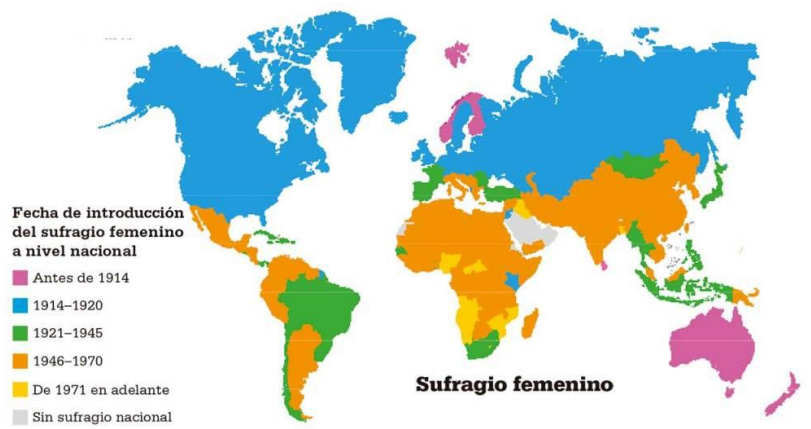 Fecha de introducción
del sufragio femenino
a nivel nacional
Antes de 1914
1914–1920
1921–1945
1946–1970
De 1971 en adelante
Sin sufragio nacional
Sufragio femenino